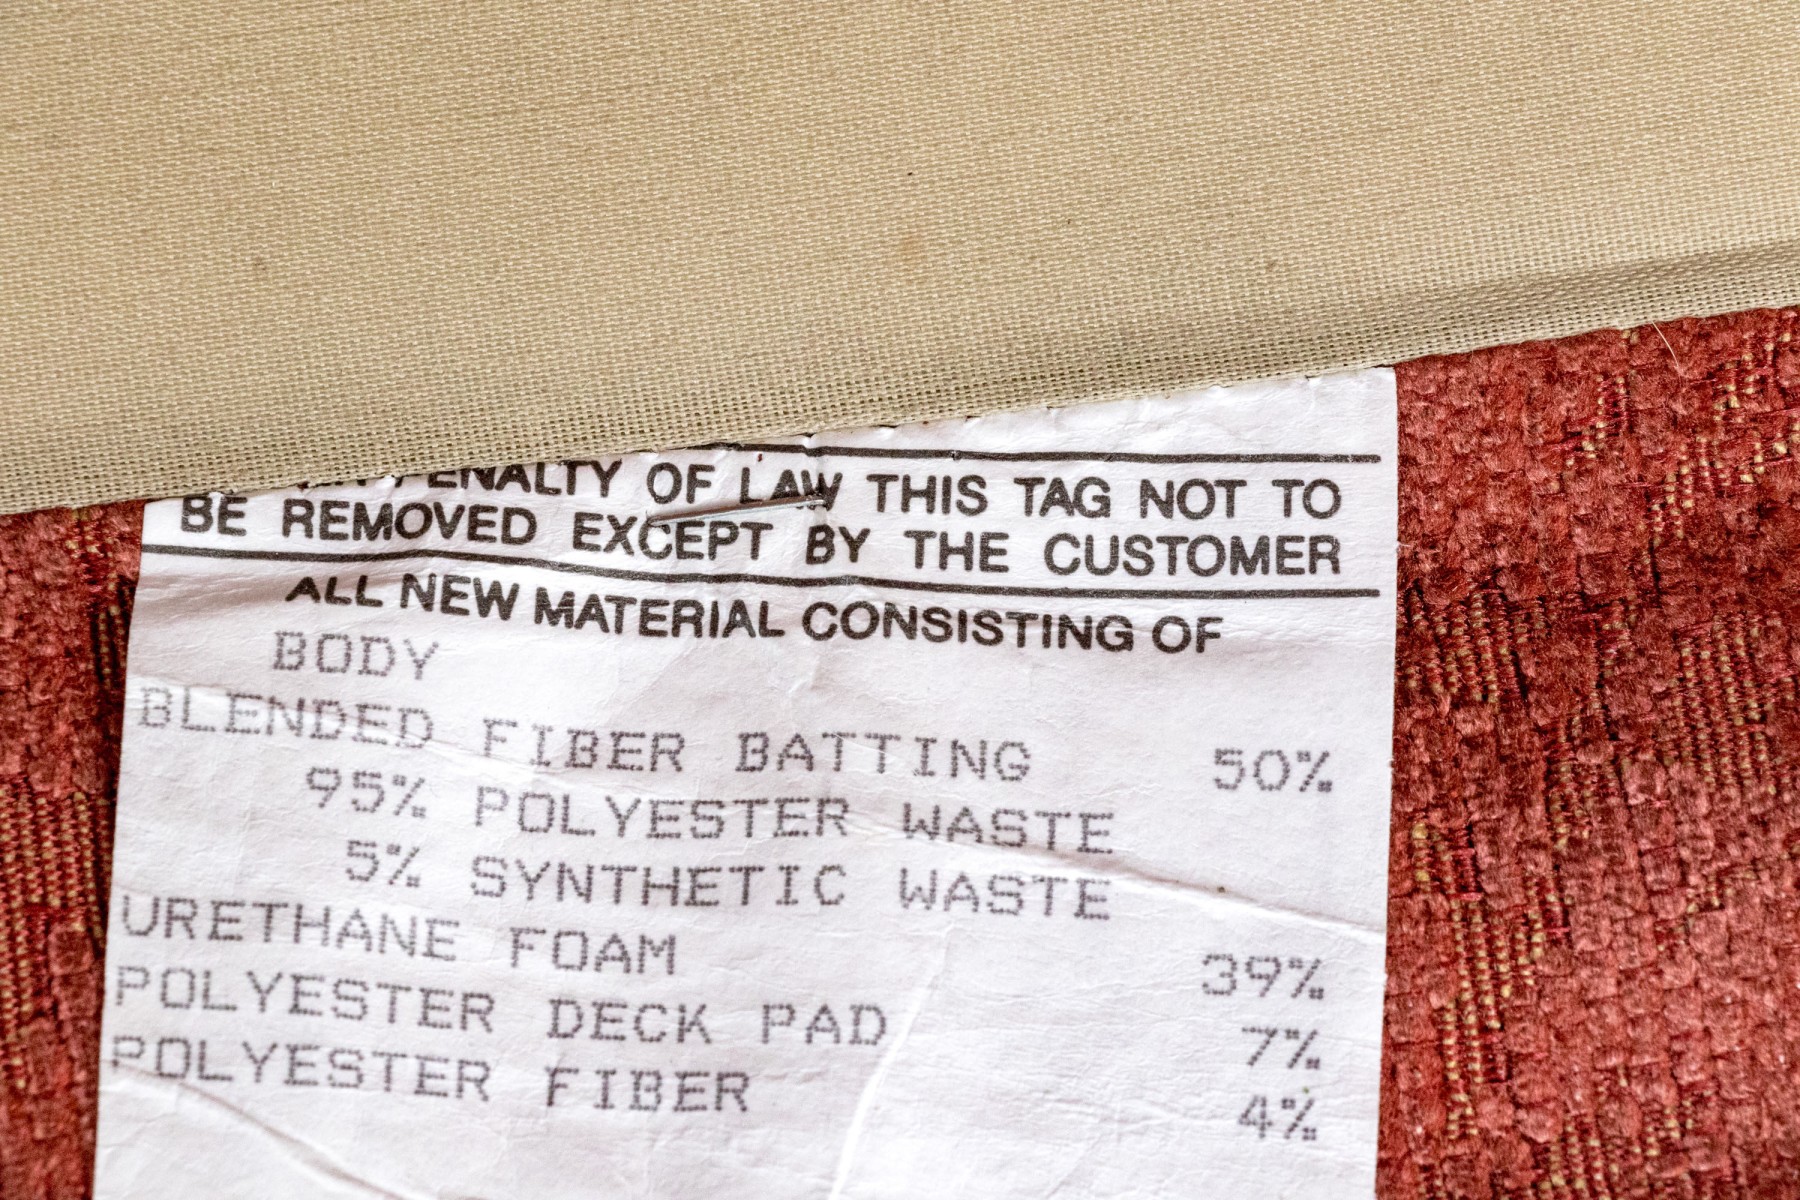 PENALTY OF LAW THIS TAG NOT TO
BE REMOVED EXCEPT BY THE CUSTOMER
ALL NEW MATERIAL CONSISTING OF
BODY
BLENDED FIBER BATTING 50%
95% POLYESTER WASTE
5% SYNTHETIC WASTE
URETHANE FOAM 39%
POLYESTER DECK PAD 7%
POLYESTER FIBER 4%